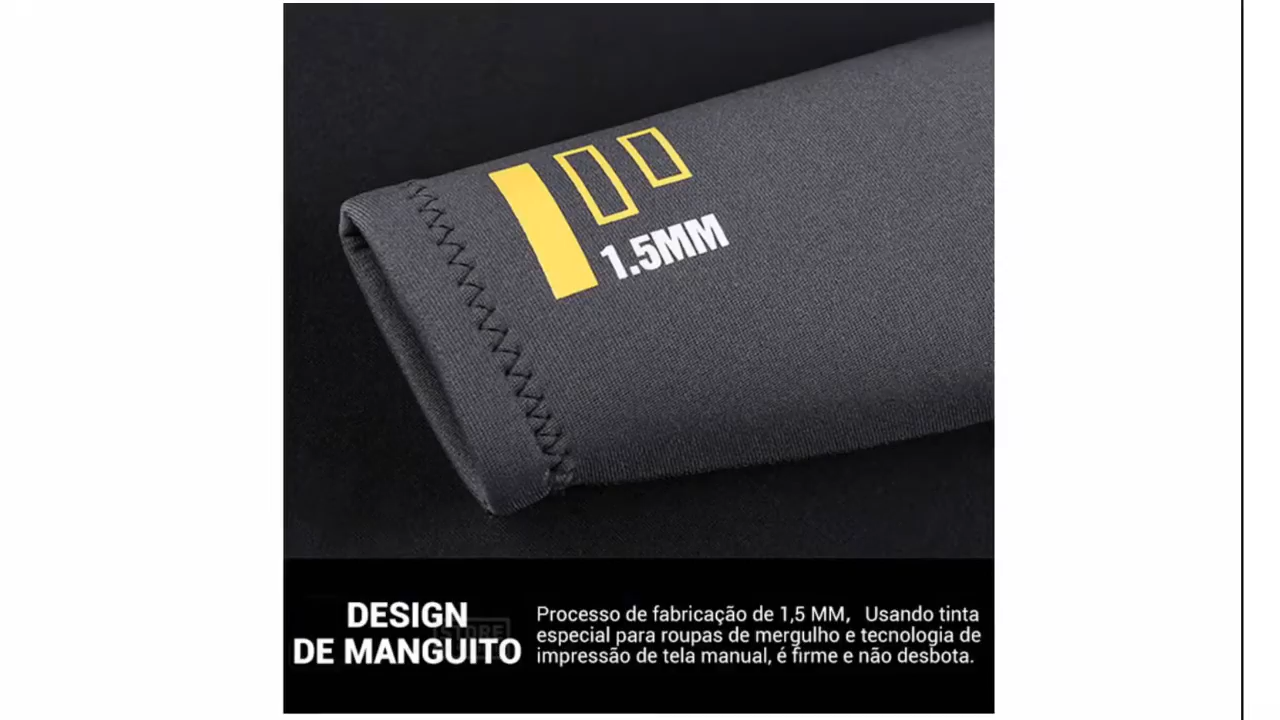 1.5MM
DESIGN
DE MANGUITO
STORE
Processo de fabricação de 1,5 MM, Usando tinta
especial para roupas de mergulho e tecnologia de
impressão de tela manual, é firme e não desbota.